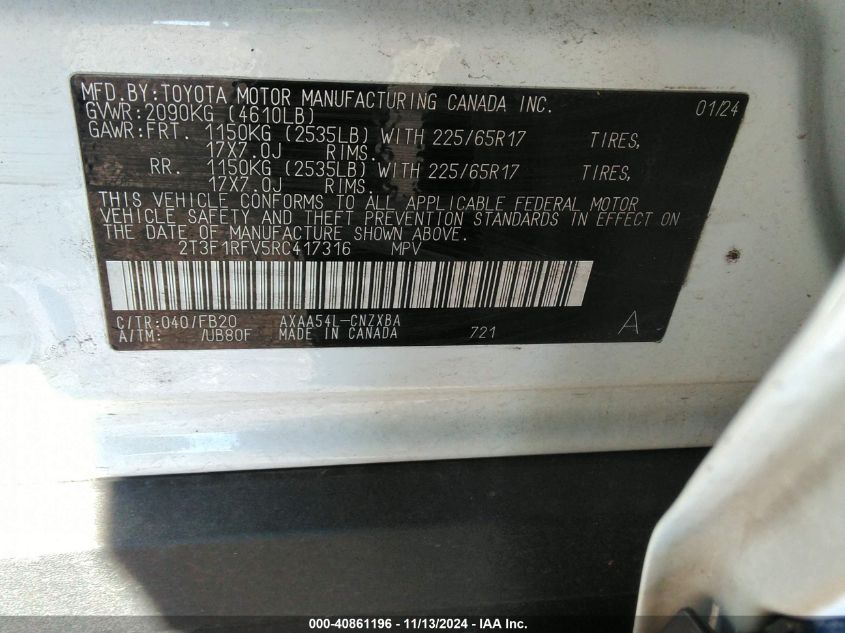 MFD.BY:TOYOTA MOTOR MANUFACTURING CANADA INC. 01/24
GVWR:2090KG (4610LB)
GAWR:FRT. 1150KG (2535LB) WITH 225/65R17 TIRES,
17X7.0J RIMS.
RR. 1150KG (2535LB) WITH 225/65R17 TIRES,
17X7.0J RIMS.
THIS VEHICLE CONFORMS TO ALL APPLICABLE FEDERAL MOTOR
VEHICLE SAFETY AND THEFT PREVENTION STANDARDS IN EFFECT ON
THE DATE OF MANUFACTURE SHOWN ABOVE.
2T3F1RFV5RC417316 MPV
C/TR:040/FB20 AXAA54L-CNZXBA
A/TM: /UB80F MADE IN CANADA 721 A
000-40861196 - 11/13/2024 - IAA Inc.